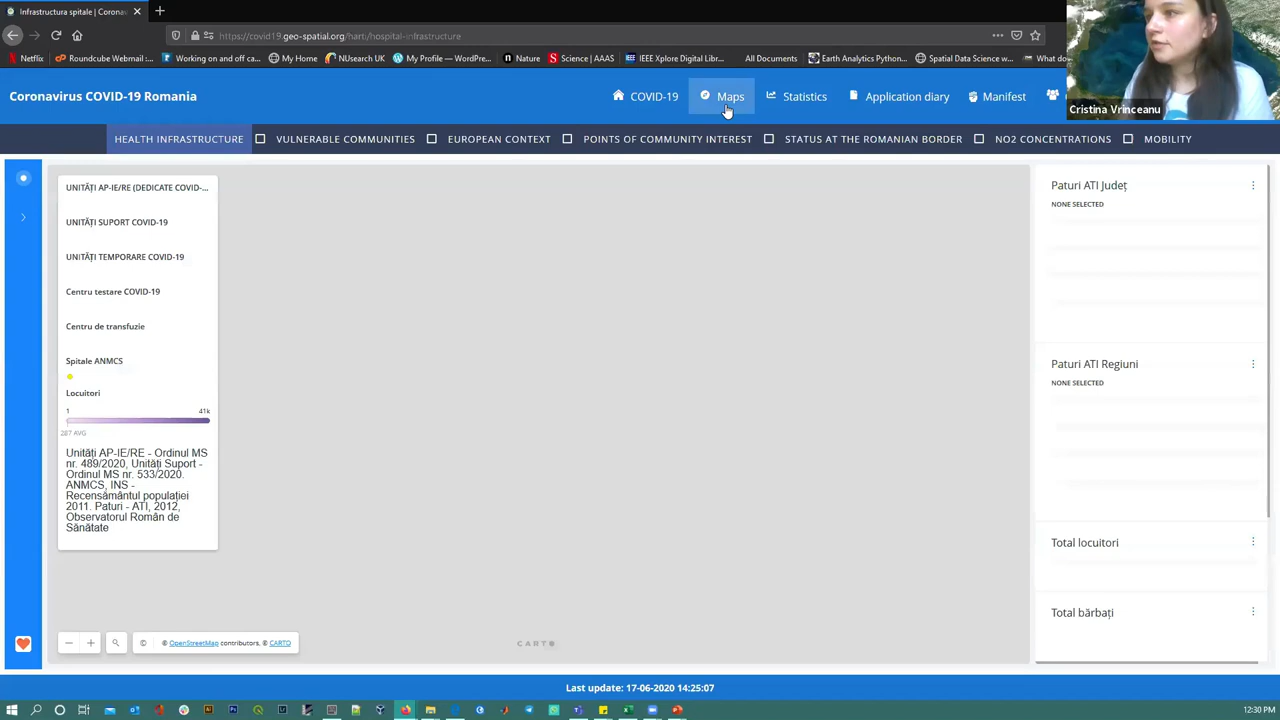 Infrastructura spitale | Corona
https://covid19.geo-spatial.org/harti/hospital-infrastructure
Netflix
Roundcube Webmail :...
Working on and off ca...
My Home
NUsearch UK
My Profile — WordPre...
Nature
Science | AAAS
IEEE Xplore Digital Libr...
All Documents
Earth Analytics Python...
Spatial Data Science w...
What dow
Cristina Vrinceanu
Coronavirus COVID-19 Romania
COVID-19
Maps
Statistics
Application diary
Manifest
HEALTH INFRASTRUCTURE
VULNERABLE COMMUNITIES
EUROPEAN CONTEXT
POINTS OF COMMUNITY INTEREST
STATUS AT THE ROMANIAN BORDER
NO2 CONCENTRATIONS
MOBILITY
UNITĂȚI AP-IE/RE (DEDICATE COVID-...
UNITĂȚI SUPORT COVID-19
UNITĂȚI TEMPORARE COVID-19
Centru testare COVID-19
Centru de transfuzie
Spitale ANMCS
Locuitori
1 41k
287 AVG
Unități AP-IE/RE - Ordinul MS
nr. 489/2020, Unități Suport -
Ordinul MS nr. 533/2020.
ANMCS, INS -
Recensământul populației
2011. Paturi - ATI, 2012,
Observatorul Român de
Sănătate
© OpenStreetMap contributors, © CARTO
CARTO
Paturi ATI Județ
NONE SELECTED
Paturi ATI Regiuni
NONE SELECTED
Total locuitori
Total bărbați
Last update: 17-06-2020 14:25:07
12:30 PM